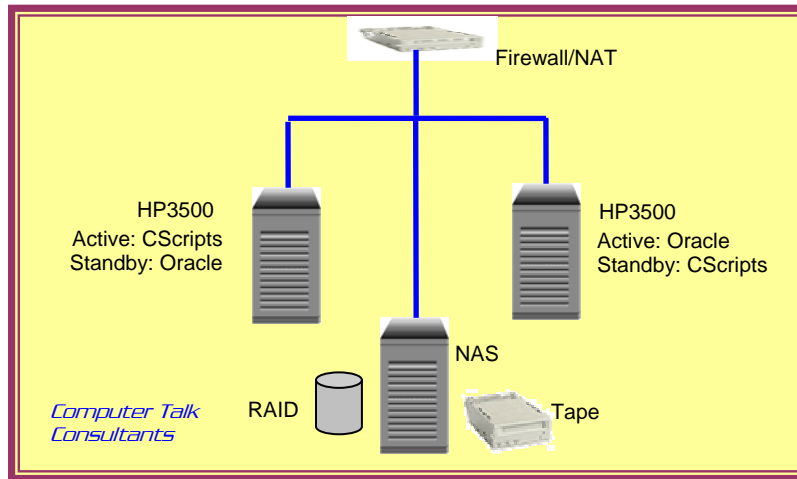 Firewall/NAT
HP3500
Active: CScripts
Standby: Oracle
HP3500
Active: Oracle
Standby: CScripts
NAS
RAID
Tape
Computer Talk
Consultants